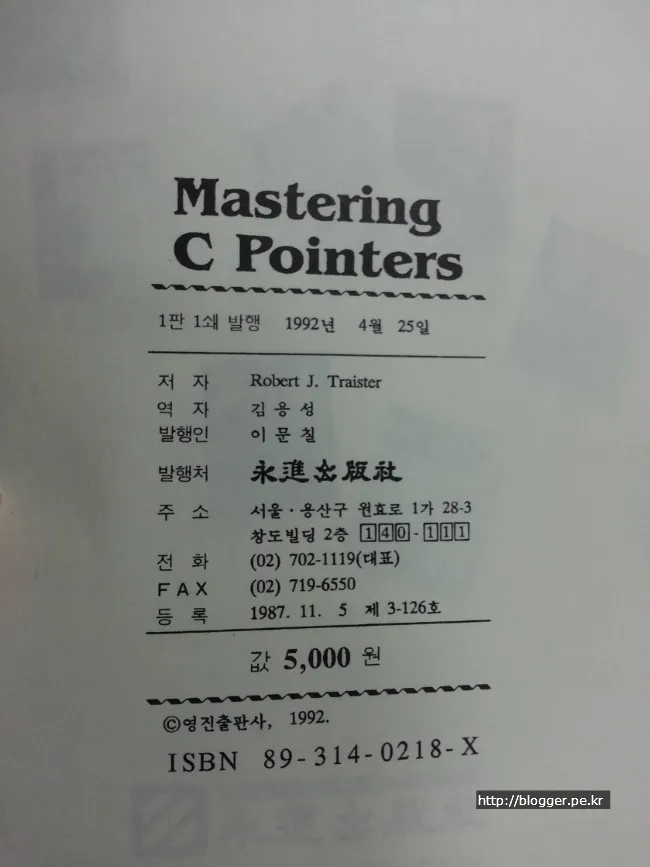 Mastering
C Pointers
1판 1쇄 발행 1992년 4월 25일
저 자 Robert J. Traister
역 자 김용성
발행인 이문칠
발행처 永進出版社
주 소 서울·용산구 원효로 1가 28-3
창도빌딩 2층 140-111
전 화 (02) 702-1119(대표)
FAX (02) 719-6550
등 록 1987. 11. 5 제 3-126호
값 5,000 원
©영진출판사, 1992.
ISBN 89-314-0218-X
http://blogger.pe.kr